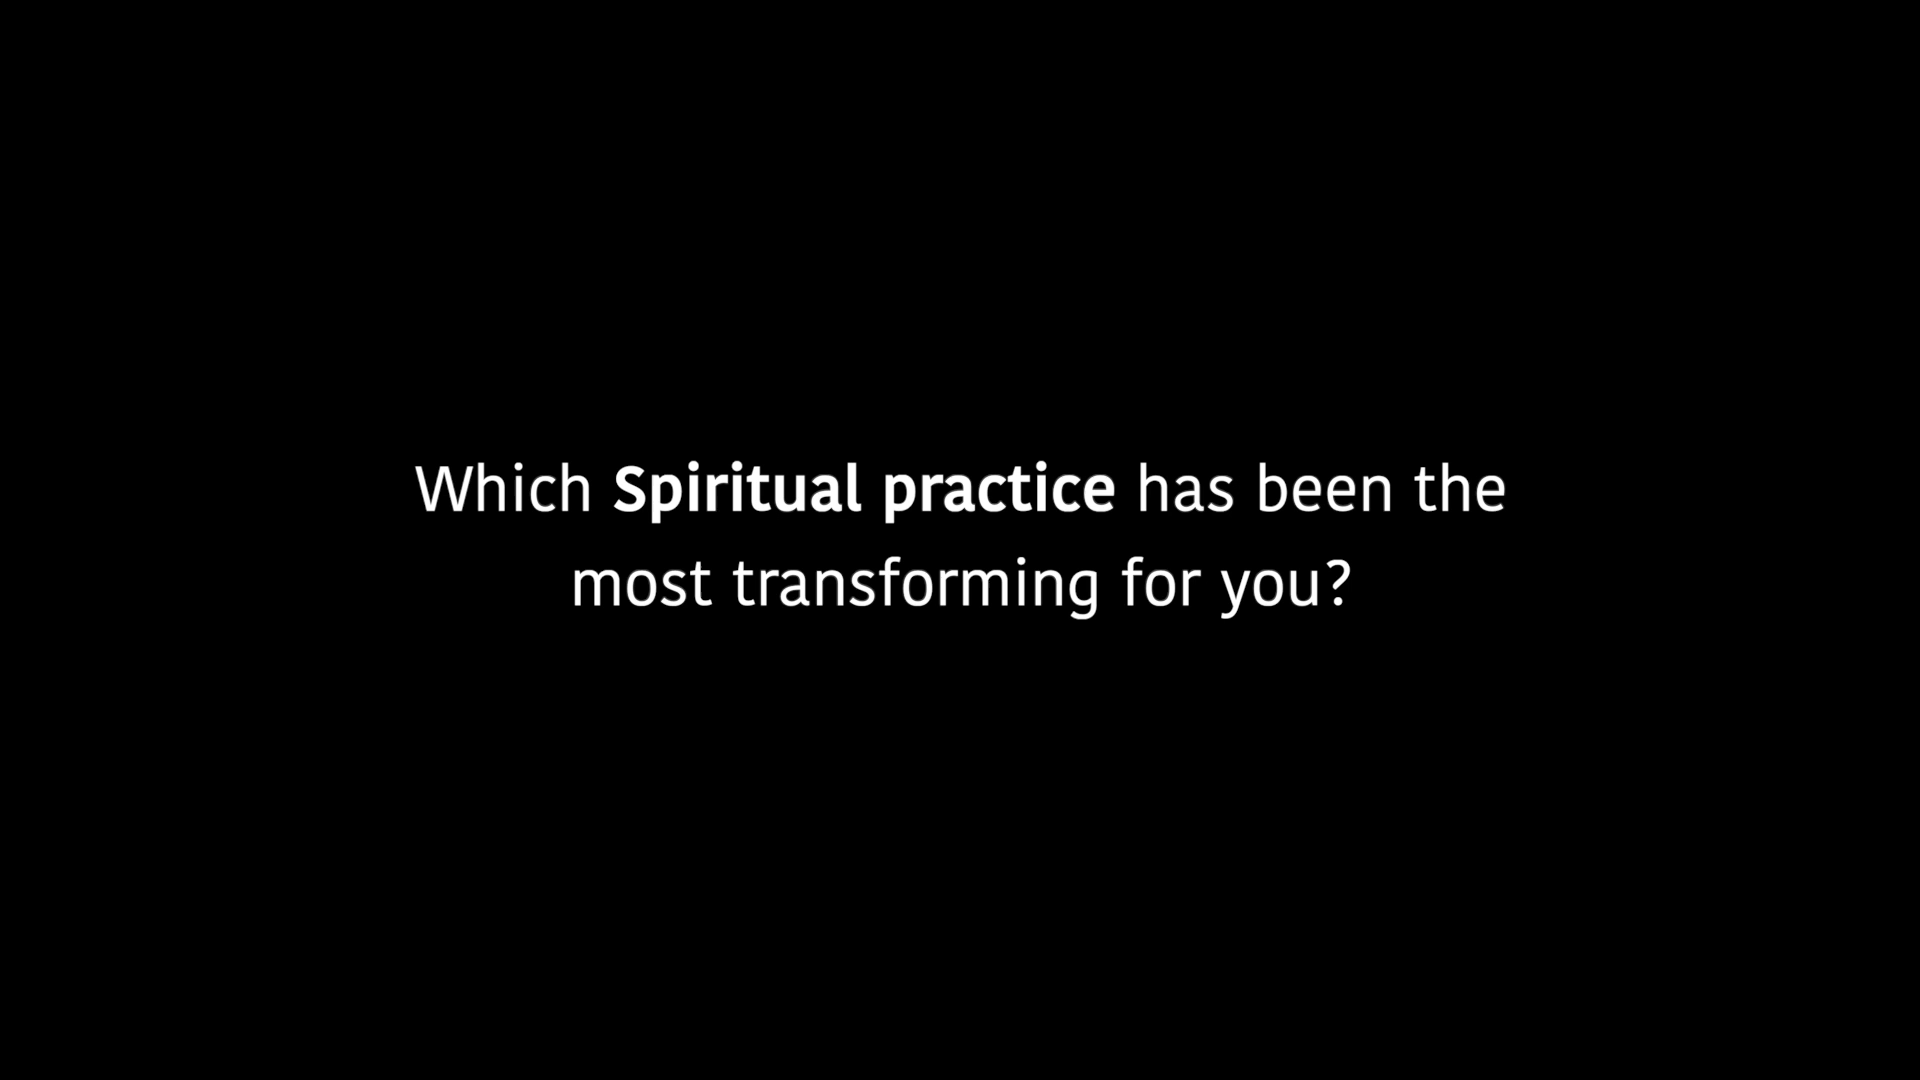 Which Spiritual practice has been the
most transforming for you?